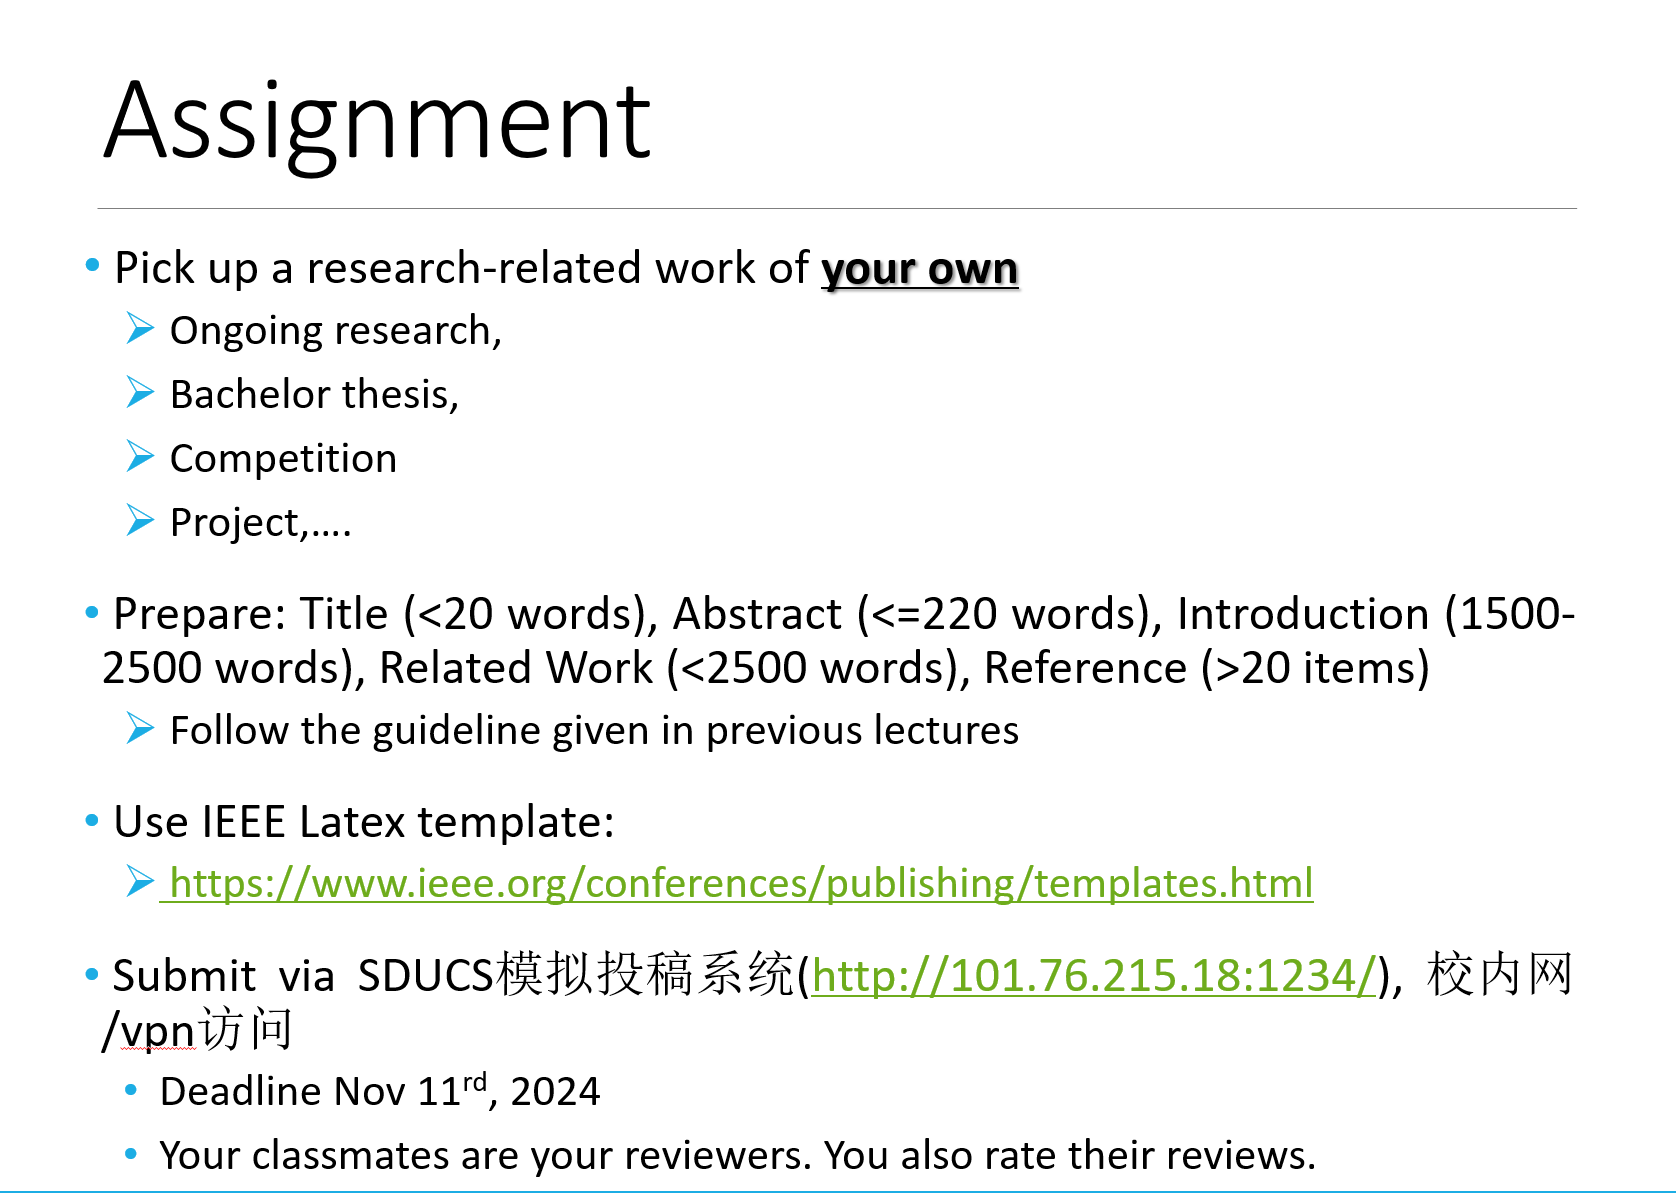 Assignment
• Pick up a research-related work of your own
➢ Ongoing research,
➢ Bachelor thesis,
➢ Competition
➢ Project,....
• Prepare: Title (<20 words), Abstract (<=220 words), Introduction (1500-
2500 words), Related Work (<2500 words), Reference (>20 items)
➢ Follow the guideline given in previous lectures
• Use IEEE Latex template:
➢ https://www.ieee.org/conferences/publishing/templates.html
• Submit via SDUCS模拟投稿系统(http://101.76.215.18:1234/), 校内网
/vpn访问
• Deadline Nov 11rd, 2024
• Your classmates are your reviewers. You also rate their reviews.